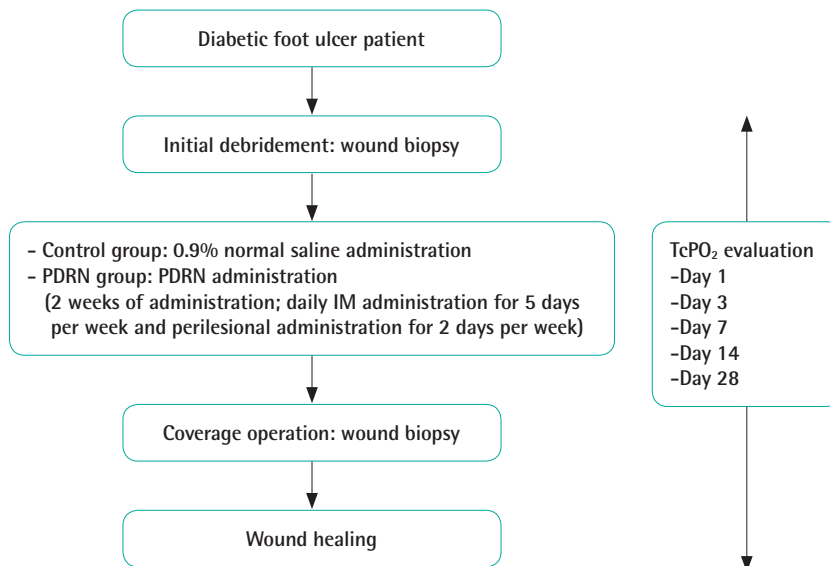 Diabetic foot ulcer patient
Initial debridement: wound biopsy
- Control group: 0.9% normal saline administration
- PDRN group: PDRN administration
(2 weeks of administration; daily IM administration for 5 days
per week and perilesional administration for 2 days per week)
Coverage operation: wound biopsy
Wound healing
TcPO₂ evaluation
-Day 1
-Day 3
-Day 7
-Day 14
-Day 28